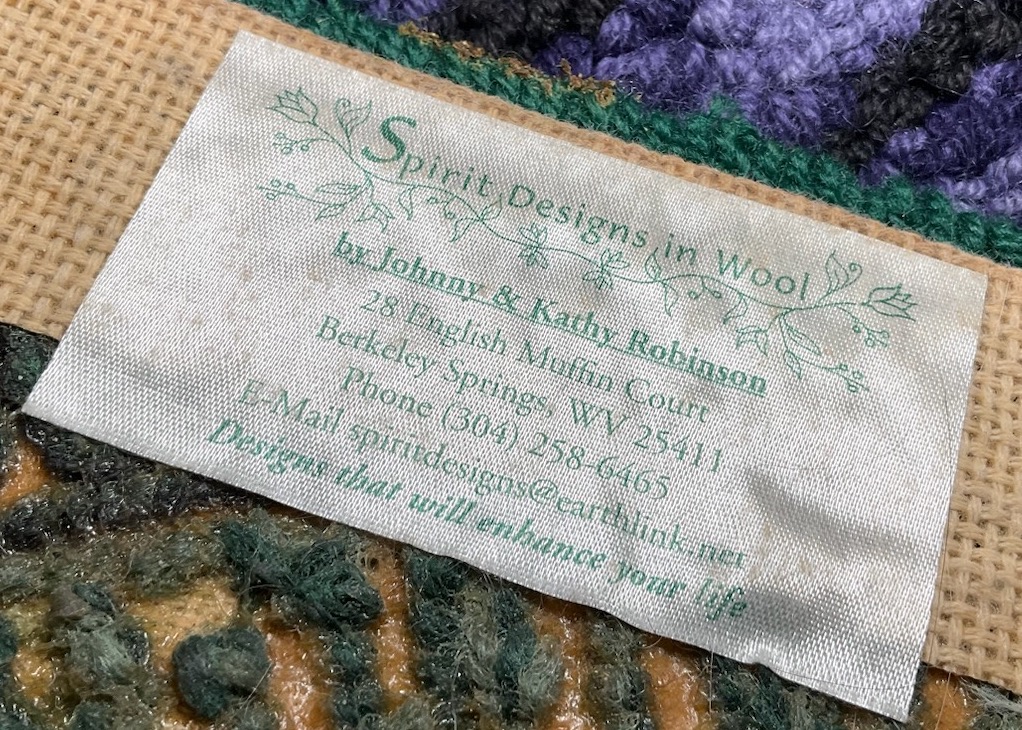 Spirit Designs in Wool
by Johnny & Kathy Robinson
28 English Muffin Court
Berkeley Springs, WV 25411
Phone (304) 258-6465
E-Mail spiritdesigns@earthlink.net
Designs that will enhance your life